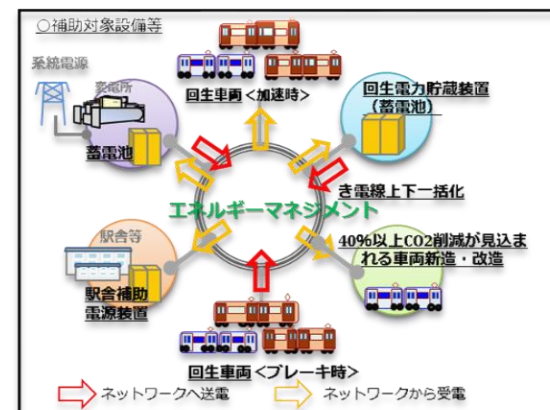 ○補助対象設備等
系統電源
変電所
蓄電池
回生車両<加速時>
回生電力貯蔵装置
(蓄電池)
き電線上下一括化
エネルギーマネジメント
駅舎等
駅舎補助
電源装置
40%以上CO2削減が見込ま
れる車両新造・改造
回生車両<ブレーキ時>
ネットワークへ送電
ネットワークから受電